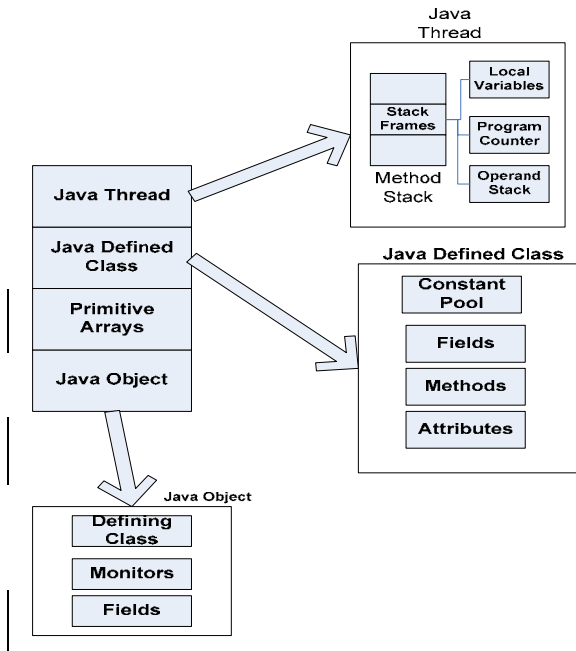 Java
Thread
Local
Variables
Stack
Frames
Program
Counter
Method
Stack
Operand
Stack
Java Thread
Java Defined
Class
Primitive
Arrays
Java Object
Java Defined Class
Constant
Pool
Fields
Methods
Attributes
Java Object
Defining
Class
Monitors
Fields